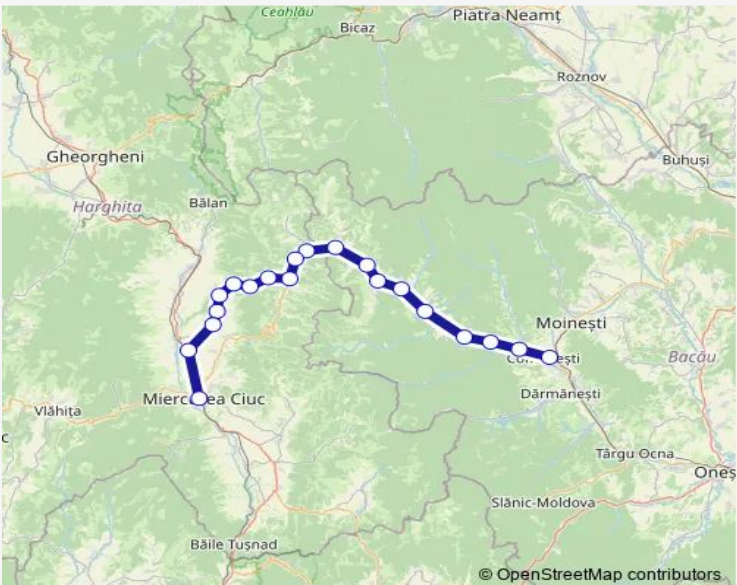 Ceahlău
Bicaz
Piatra Neamț
Roznov
Gheorgheni
Buhuși
Harghita
Bălan
Moinești
Bacău
Vlăhița
Dărmănești
Târgu Ocna
Slănic-Moldova
Băile Tușnad
© OpenStreetMap contributors